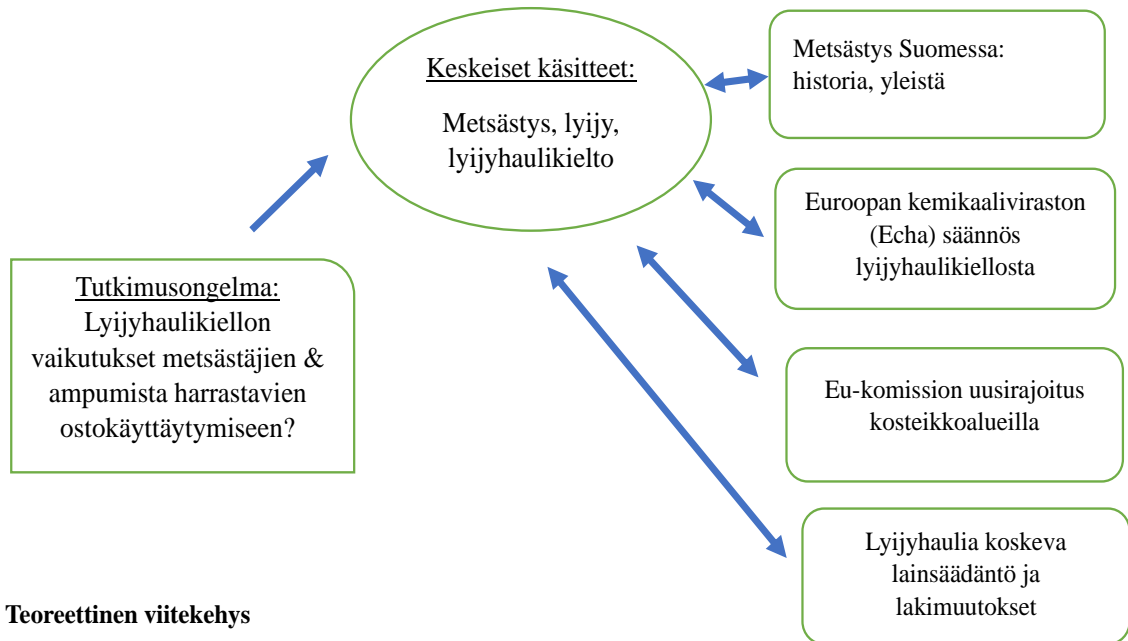 Keskeiset käsitteet:
Metsästys, lyijy,
lyijyhaulikielto
Metsästys Suomessa:
historia, yleistä
Euroopan kemikaaliviraston
(Echa) säännös
lyijyhaulikiellosta
Tutkimusongelma:
Lyijyhaulikiellon
vaikutukset metsästäjien &
ampumista harrastavien
ostokäyttäytymiseen?
Eu-komission uusirajoitus
kosteikkoalueilla
Lyijyhaulia koskeva
lainsäädäntö ja
lakimuutokset
Teoreettinen viitekehys